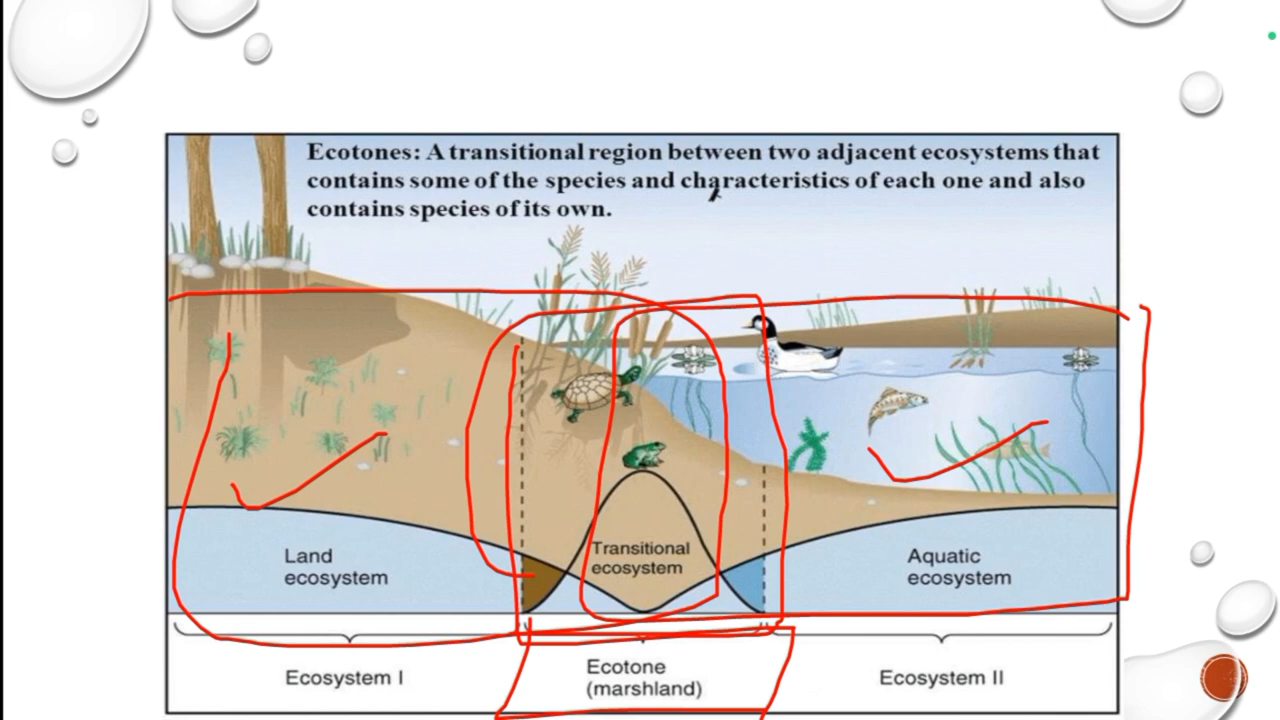 Ecotones: A transitional region between two adjacent ecosystems that
contains some of the species and characteristics of each one and also
contains species of its own.
Land
ecosystem
Transitional
ecosystem
Aquatic
ecosystem
Ecosystem I
Ecotone
(marshland)
Ecosystem II